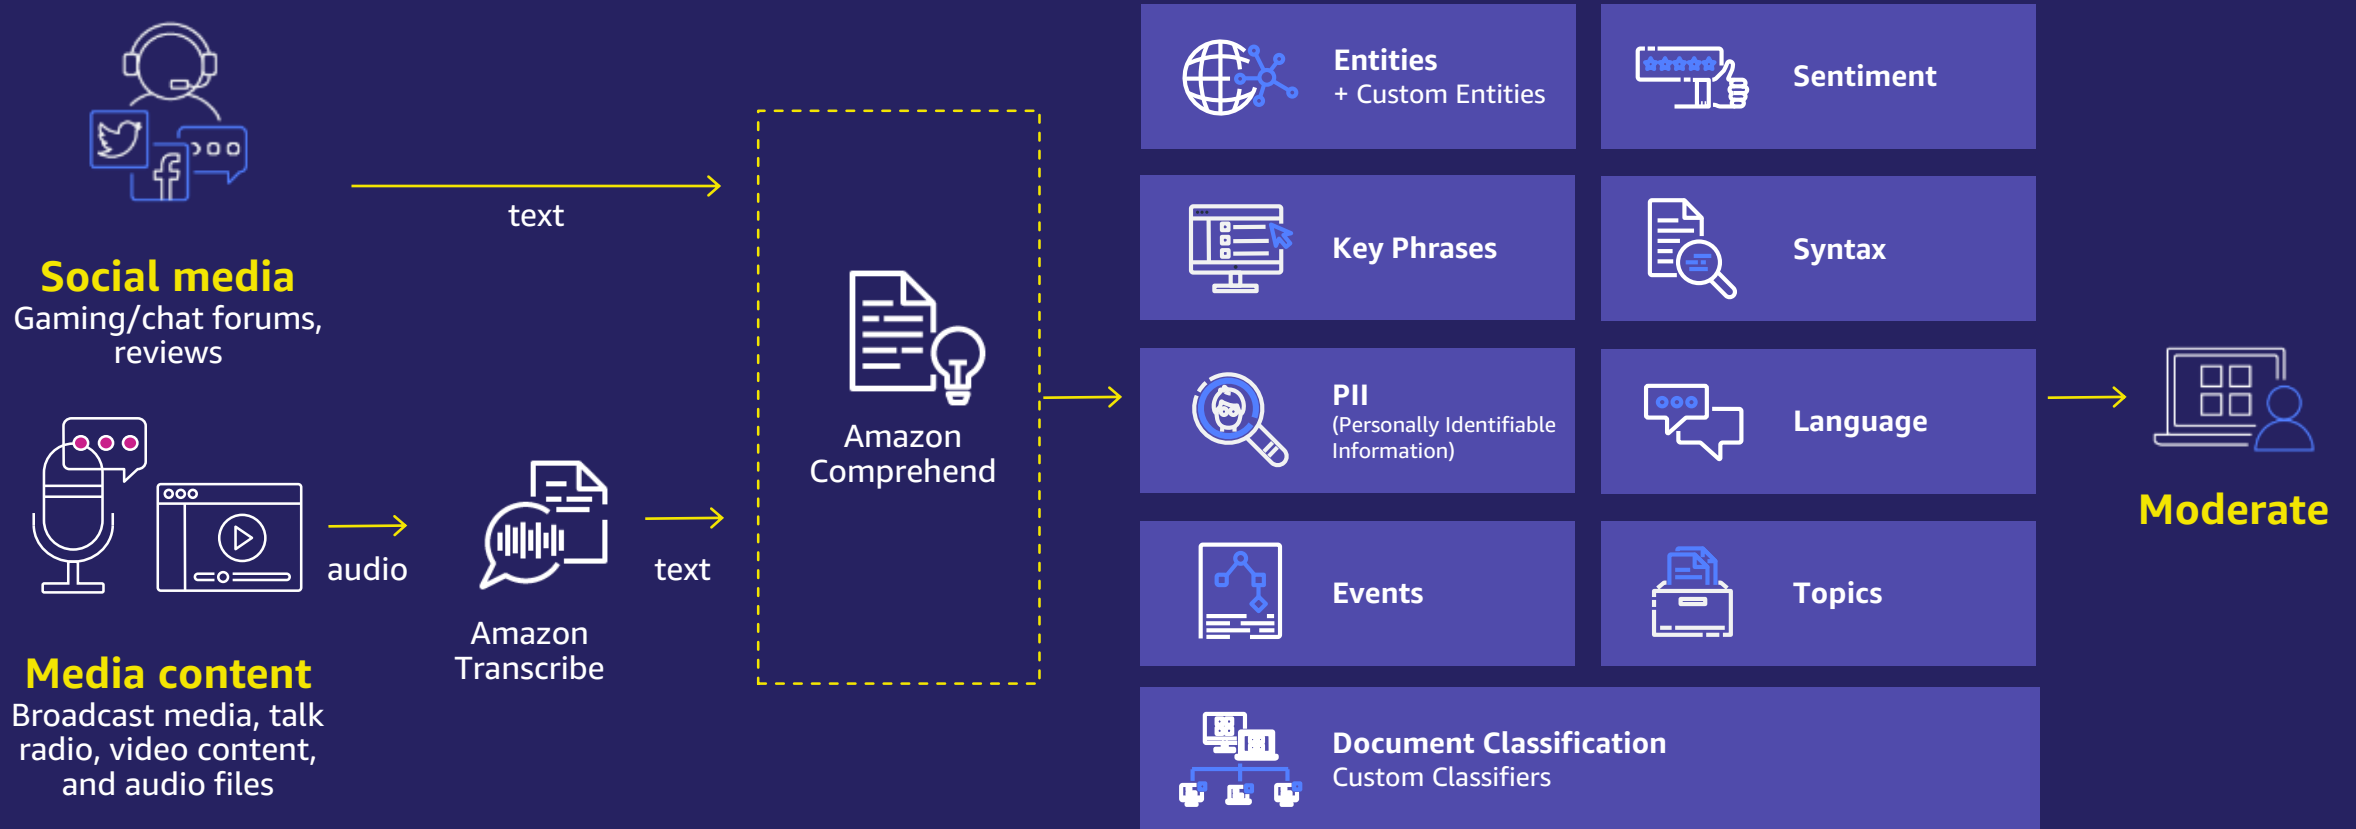 Social media
Gaming/chat forums,
reviews
text
Media content
Broadcast media, talk
radio, video content,
and audio files
audio
Amazon
Transcribe
text
Amazon
Comprehend
Entities
+ Custom Entities
Sentiment
Key Phrases
Syntax
PII
(Personally Identifiable
Information)
Language
Events
Topics
Document Classification
Custom Classifiers
Moderate